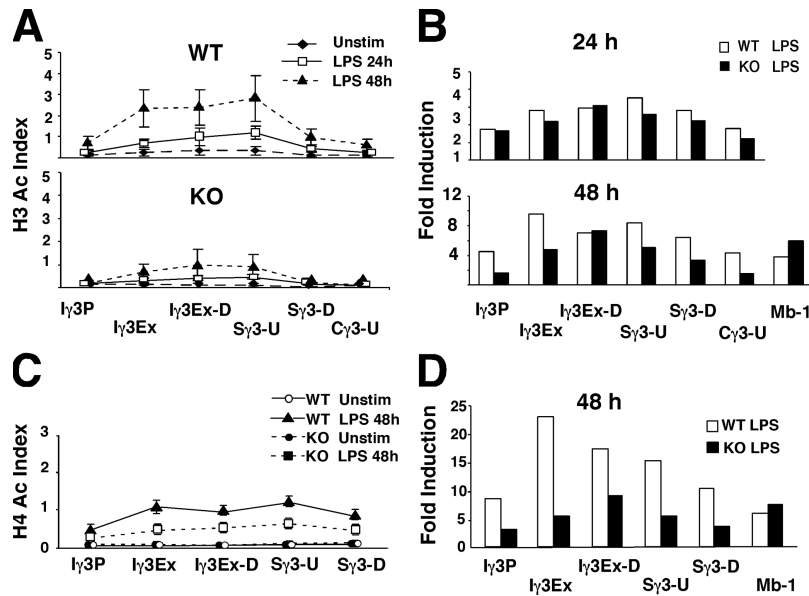 A
WT
Unstim
LPS 24h
LPS 48h
5
4
3
2
1
KO
5
4
3
2
1
H3 Ac Index
Iγ3P
Iγ3Ex
Iγ3Ex-D
Sγ3-U
Sγ3-D
Cγ3-U
B
24 h
WT LPS
KO LPS
5
4
3
2
1
48 h
12
8
4
Fold Induction
Iγ3P
Iγ3Ex
Iγ3Ex-D
Sγ3-U
Sγ3-D
Cγ3-U
Mb-1
C
WT Unstim
WT LPS 48h
KO Unstim
KO LPS 48h
3
2
1
0
H4 Ac Index
Iγ3P
Iγ3Ex
Iγ3Ex-D
Sγ3-U
Sγ3-D
D
48 h
WT LPS
KO LPS
25
20
15
10
5
0
Fold Induction
Iγ3P
Iγ3Ex
Iγ3Ex-D
Sγ3-U
Sγ3-D
Mb-1